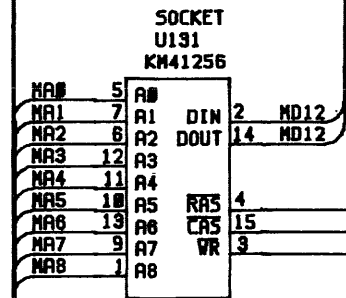 SOCKET
U131
KM41256
MA0 5 A0
MA1 7 A1 DIN 2 MD12
MA2 6 A2 DOUT 14 MD12
MA3 12 A3
MA4 11 A4
MA5 10 A5 RAS 4
MA6 13 A6 CAS 15
MA7 9 A7 WR 3
MA8 1 A8